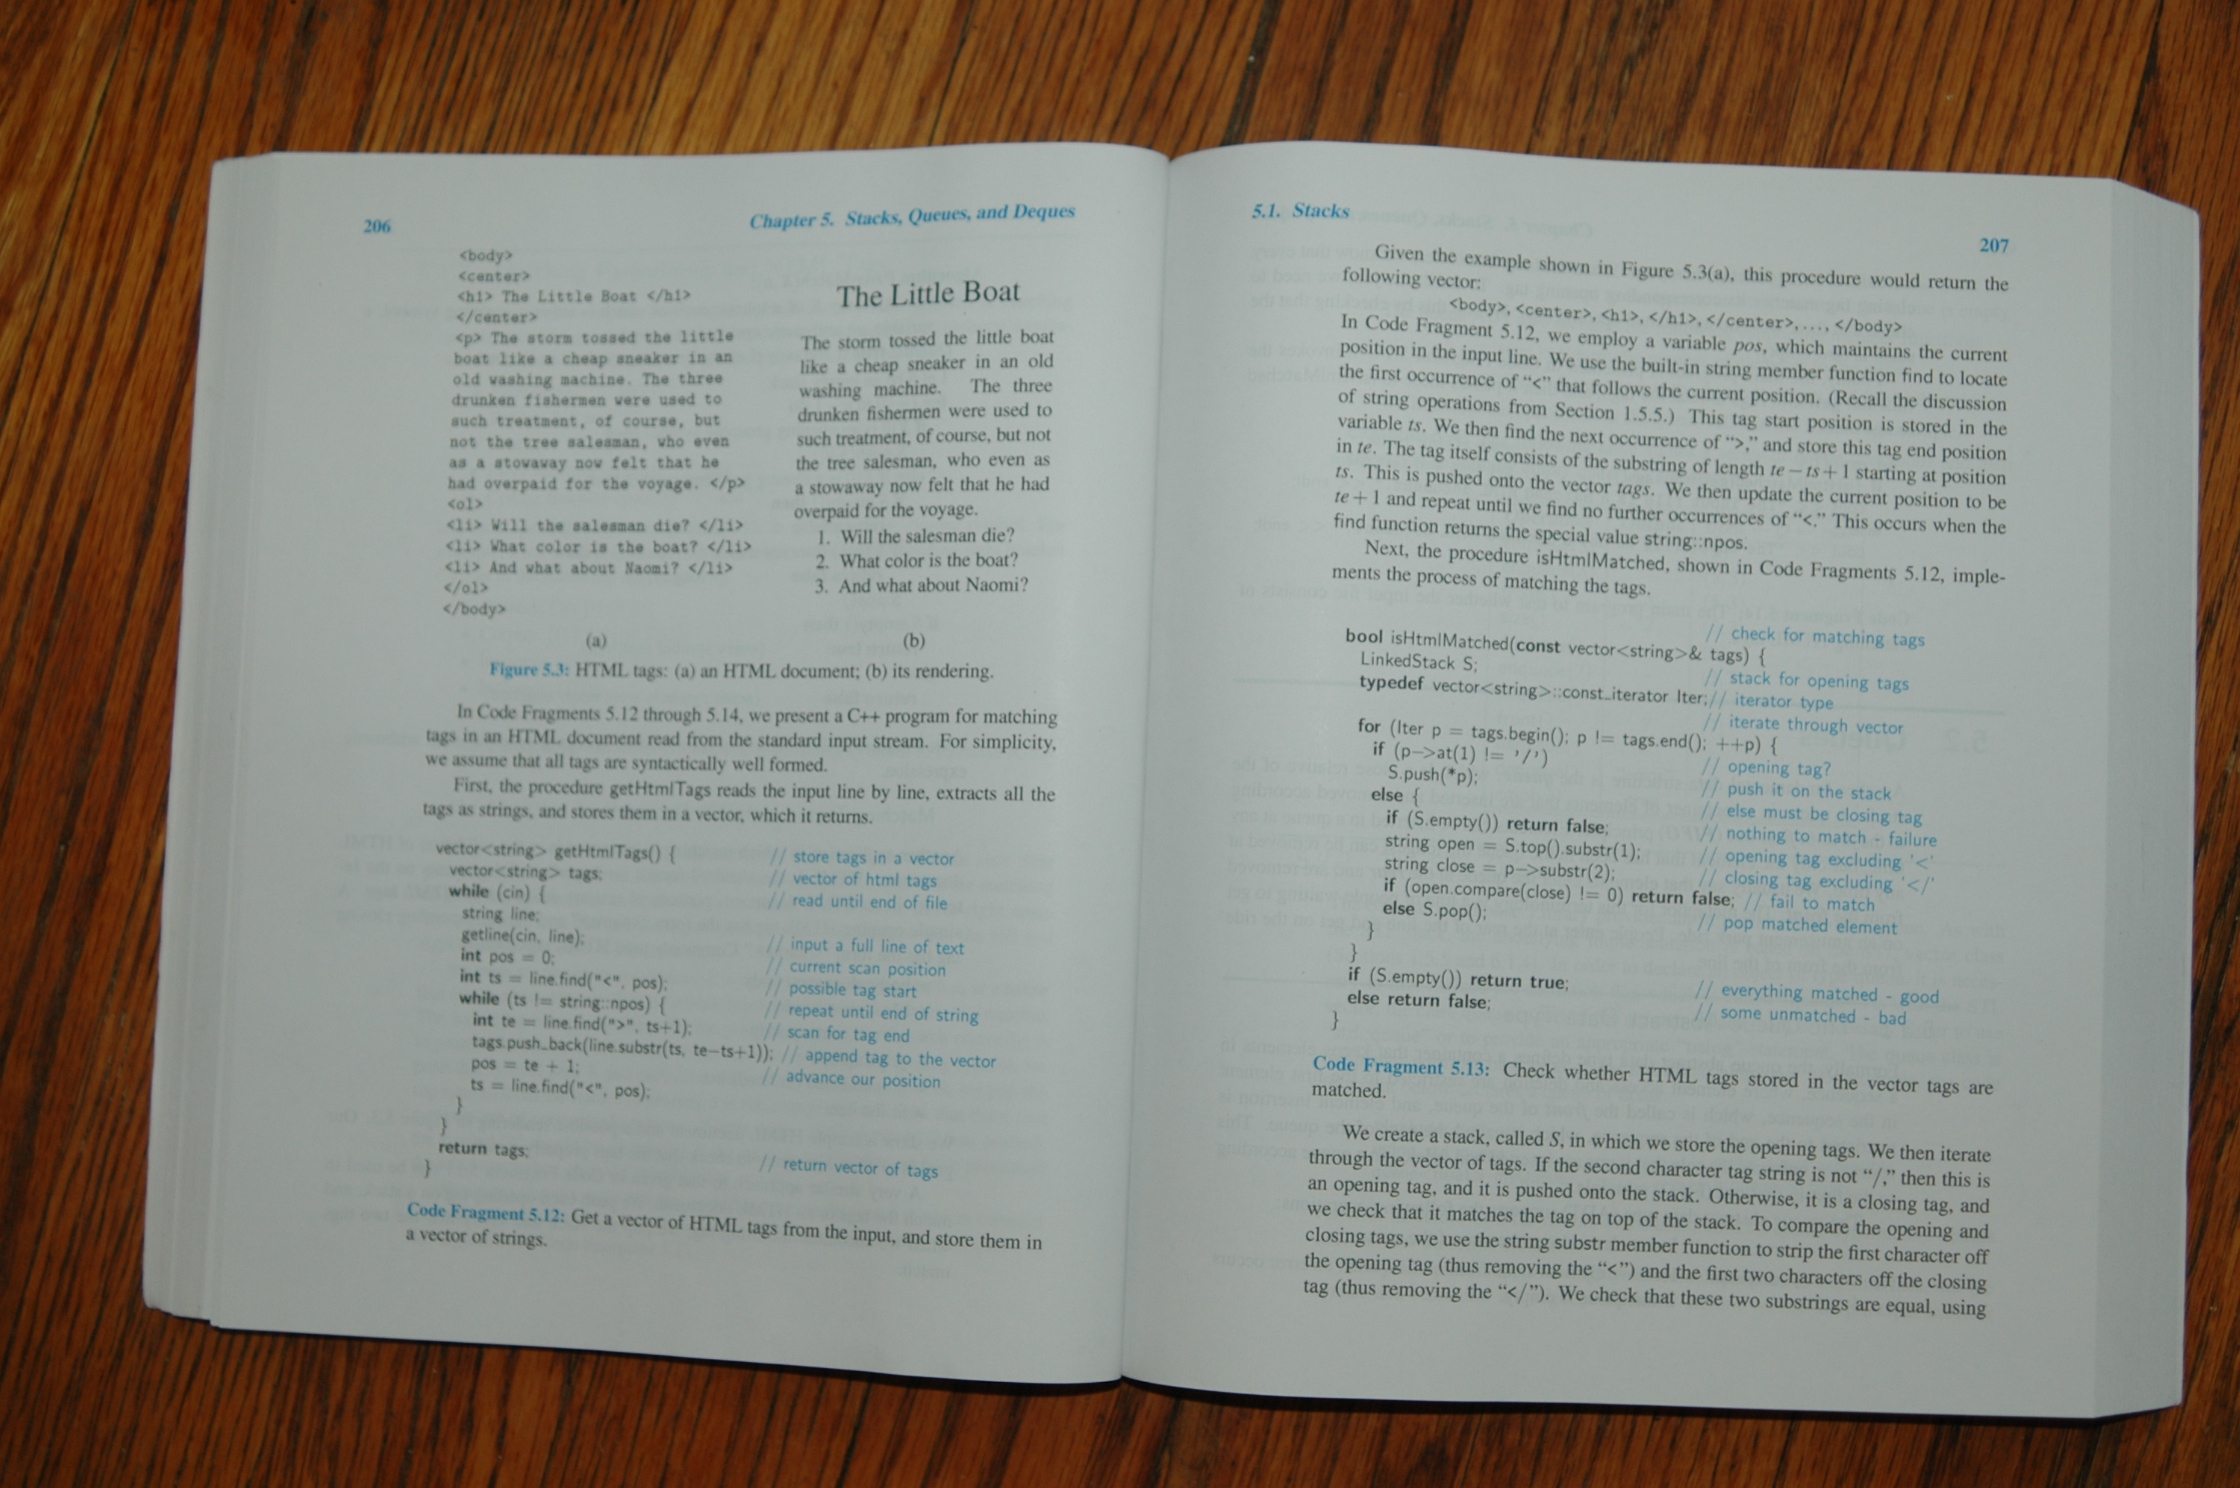 206
Chapter 5. Stacks, Queues, and Deques
<body>
<center>
<h1> The Little Boat </h1>
</center>
<p> The storm tossed the little
boat like a cheap sneaker in an
old washing machine. The three
drunken fishermen were used to
such treatment, of course, but
not the tree salesman, who even
as a stowaway now felt that he
had overpaid for the voyage. </p>
<ol>
<li> Will the salesman die? </li>
<li> What color is the boat? </li>
<li> And what about Naomi? </li>
</ol>
</body>
The Little Boat
The storm tossed the little boat
like a cheap sneaker in an old
washing machine. The three
drunken fishermen were used to
such treatment, of course, but not
the tree salesman, who even as
a stowaway now felt that he had
overpaid for the voyage.
1. Will the salesman die?
2. What color is the boat?
3. And what about Naomi?
(a)
(b)
Figure 5.3: HTML tags: (a) an HTML document; (b) its rendering.
In Code Fragments 5.12 through 5.14, we present a C++ program for matching
tags in an HTML document read from the standard input stream. For simplicity,
we assume that all tags are syntactically well formed.
First, the procedure getHtmlTags reads the input line by line, extracts all the
tags as strings, and stores them in a vector, which it returns.
vector<string> getHtmlTags() { // store tags in a vector
vector<string> tags; // vector of html tags
while (cin) { // read until end of file
string line;
getline(cin, line); // input a full line of text
int pos = 0; // current scan position
int ts = line.find("<", pos); // possible tag start
while (ts != string::npos) { // repeat until end of string
int te = line.find(">", ts+1); // scan for tag end
tags.push_back(line.substr(ts, te−ts+1)); // append tag to the vector
pos = te + 1; // advance our position
ts = line.find("<", pos);
}
}
return tags; // return vector of tags
}
Code Fragment 5.12: Get a vector of HTML tags from the input, and store them in
a vector of strings.
5.1. Stacks
207
Given the example shown in Figure 5.3(a), this procedure would return the
following vector:
<body>, <center>, <h1>, </h1>, </center>, ..., </body>
In Code Fragment 5.12, we employ a variable pos, which maintains the current
position in the input line. We use the built-in string member function find to locate
the first occurrence of “<” that follows the current position. (Recall the discussion
of string operations from Section 1.5.5.) This tag start position is stored in the
variable ts. We then find the next occurrence of “>,” and store this tag end position
in te. The tag itself consists of the substring of length te − ts + 1 starting at position
ts. This is pushed onto the vector tags. We then update the current position to be
te + 1 and repeat until we find no further occurrences of “<.” This occurs when the
find function returns the special value string::npos.
Next, the procedure isHtmlMatched, shown in Code Fragments 5.12, imple-
ments the process of matching the tags.
// check for matching tags
bool isHtmlMatched(const vector<string>& tags) {
LinkedStack S; // stack for opening tags
typedef vector<string>::const_iterator Iter; // iterator type
// iterate through vector
for (Iter p = tags.begin(); p != tags.end(); ++p) {
if (p−>at(1) != '/') // opening tag?
S.push(*p); // push it on the stack
else { // else must be closing tag
if (S.empty()) return false; // nothing to match - failure
string open = S.top().substr(1); // opening tag excluding '<'
string close = p−>substr(2); // closing tag excluding '</'
if (open.compare(close) != 0) return false; // fail to match
else S.pop(); // pop matched element
}
}
if (S.empty()) return true; // everything matched - good
else return false; // some unmatched - bad
}
Code Fragment 5.13: Check whether HTML tags stored in the vector tags are
matched.
We create a stack, called S, in which we store the opening tags. We then iterate
through the vector of tags. If the second character tag string is not “/,” then this is
an opening tag, and it is pushed onto the stack. Otherwise, it is a closing tag, and
we check that it matches the tag on top of the stack. To compare the opening and
closing tags, we use the string substr member function to strip the first character off
the opening tag (thus removing the “<”) and the first two characters off the closing
tag (thus removing the “</”). We check that these two substrings are equal, using